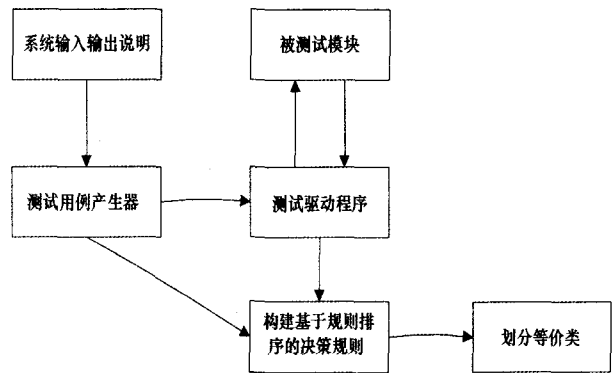 系统输入输出说明
被测试模块
测试用例产生器
测试驱动程序
构建基于规则排
序的决策规则
划分等价类